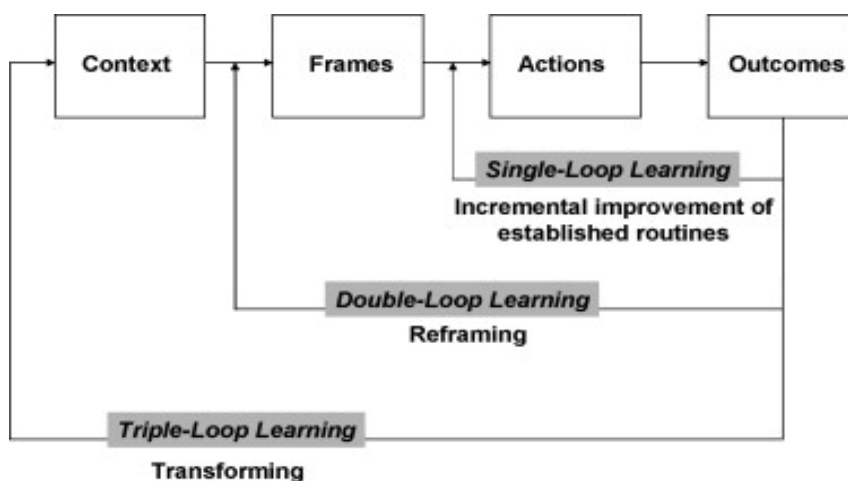 Context
Frames
Actions
Outcomes
Single-Loop Learning
Incremental improvement of
established routines
Double-Loop Learning
Reframing
Triple-Loop Learning
Transforming